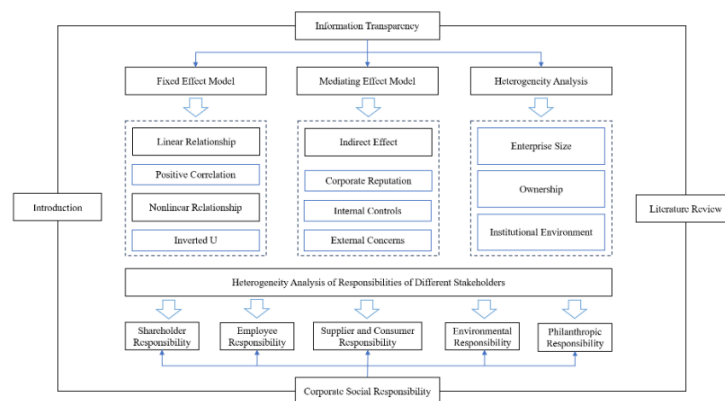 Information Transparency
Fixed Effect Model
Mediating Effect Model
Heterogeneity Analysis
Linear Relationship
Positive Correlation
Nonlinear Relationship
Inverted U
Indirect Effect
Corporate Reputation
Internal Controls
External Concerns
Enterprise Size
Ownership
Institutional Environment
Introduction
Literature Review
Heterogeneity Analysis of Responsibilities of Different Stakeholders
Shareholder
Responsibility
Employee
Responsibility
Supplier and Consumer
Responsibility
Environmental
Responsibility
Philanthropic
Responsibility
Corporate Social Responsibility